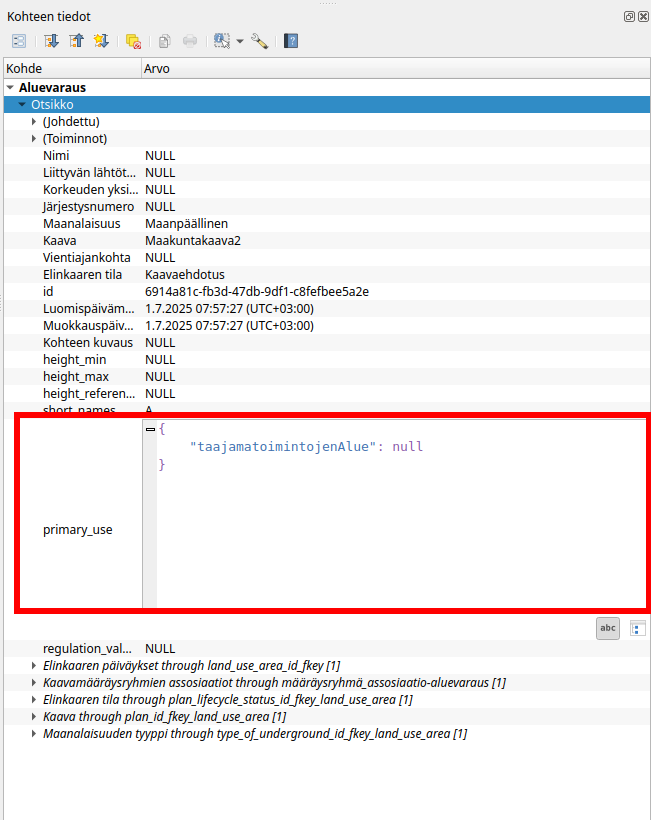 Kohteen tiedot
Kohde Arvo
Aluevaraus
Otsikko
(Johdettu)
(Toiminnot)
Nimi NULL
Liittyvän lähtöt... NULL
Korkeuden yksi... NULL
Järjestysnumero NULL
Maanalaisuus Maanpäällinen
Kaava Maakuntakaava2
Vientiajankohta NULL
Elinkaaren tila Kaavaehdotus
id 6914a81c-fb3d-47db-9df1-c8fefbee5a2e
Luomispäiväm... 1.7.2025 07:57:27 (UTC+03:00)
Muokkauspäiv... 1.7.2025 07:57:27 (UTC+03:00)
Kohteen kuvaus NULL
height_min NULL
height_max NULL
height_referen... NULL
short_names A
{
"taajamatoimintojenAlue": null
}
primary_use
abc
regulation_val... NULL
Elinkaaren päiväykset through land_use_area_id_fkey [1]
Kaavamääräysryhmien assosiaatiot through määräysryhmä_assosiaatio-aluevaraus [1]
Elinkaaren tila through plan_lifecycle_status_id_fkey_land_use_area [1]
Kaava through plan_id_fkey_land_use_area [1]
Maanalaisuuden tyyppi through type_of_underground_id_fkey_land_use_area [1]